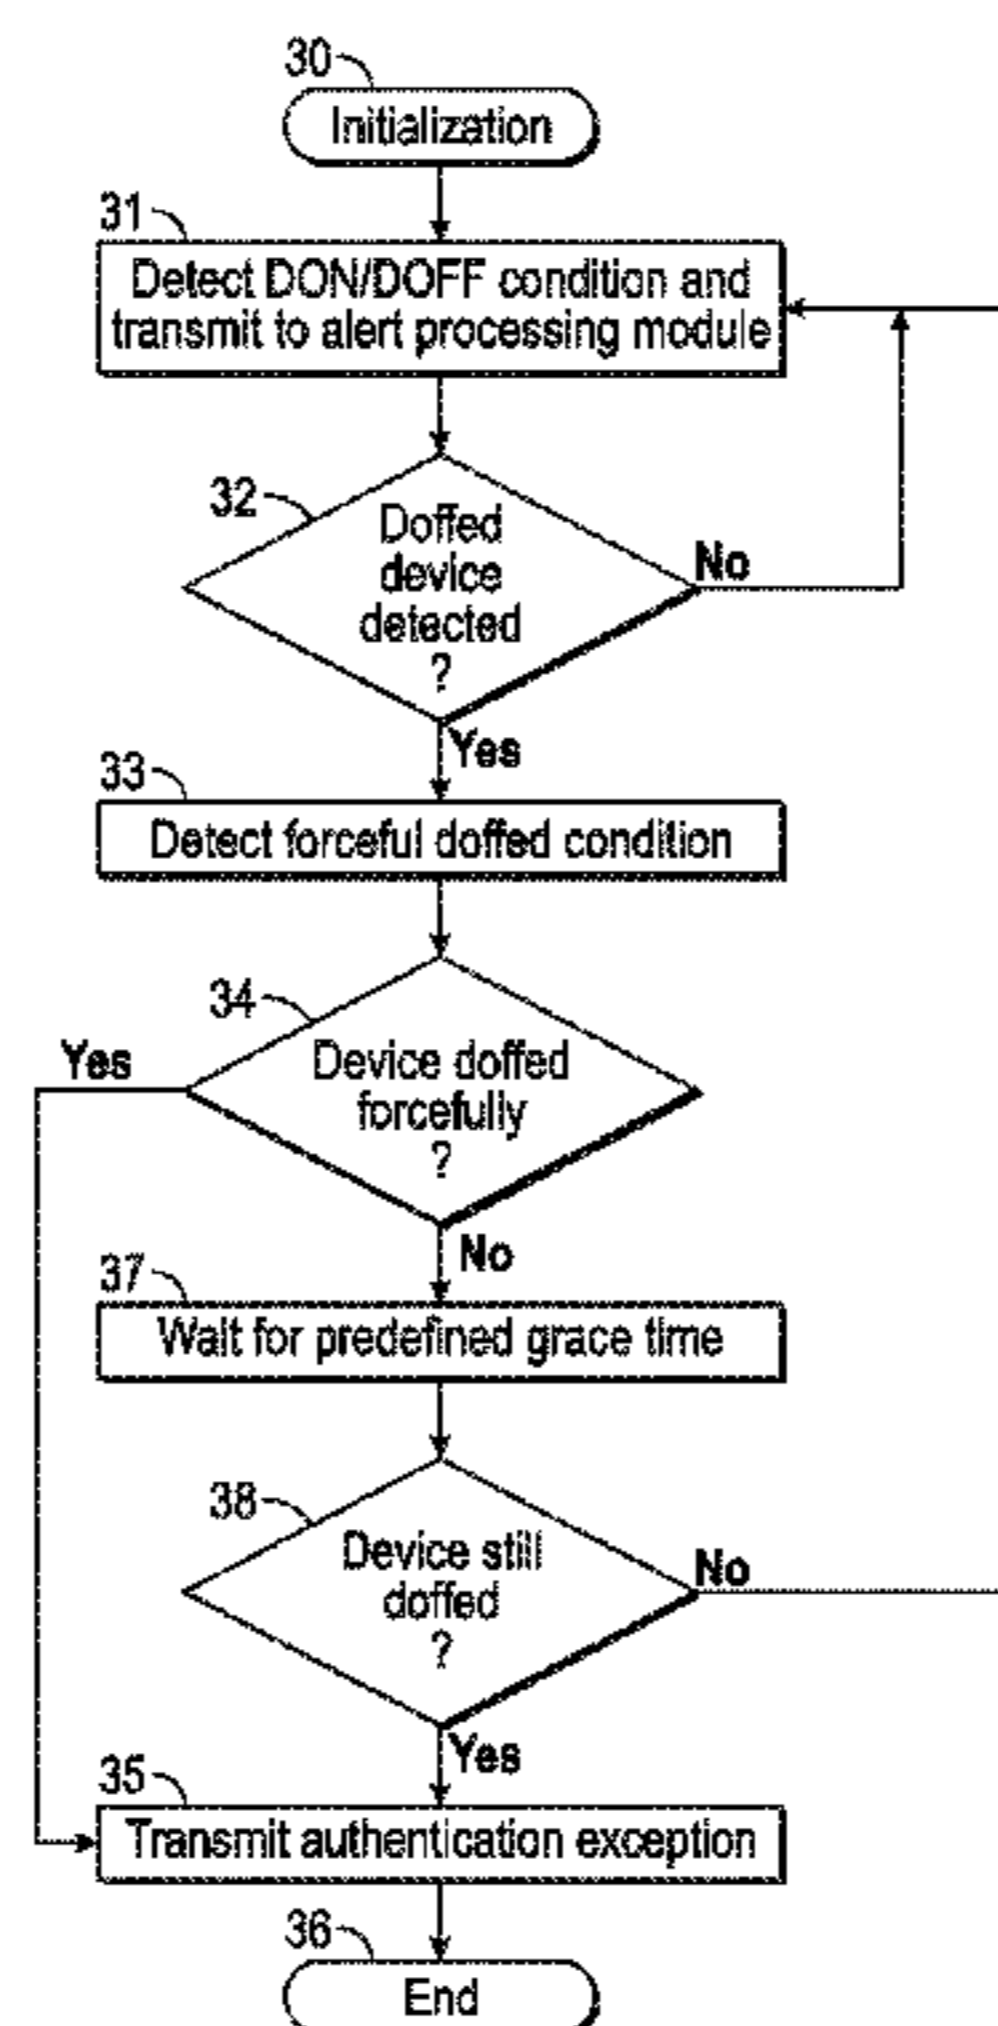 30
Initialization
31
Detect DON/DOFF condition and
transmit to alert processing module
32
Doffed
device
detected
?
No
Yes
33
Detect forceful doffed condition
34
Yes
Device doffed
forcefully
?
No
37
Wait for predefined grace time
38
Device still
doffed
?
No
Yes
35
Transmit authentication exception
36
End